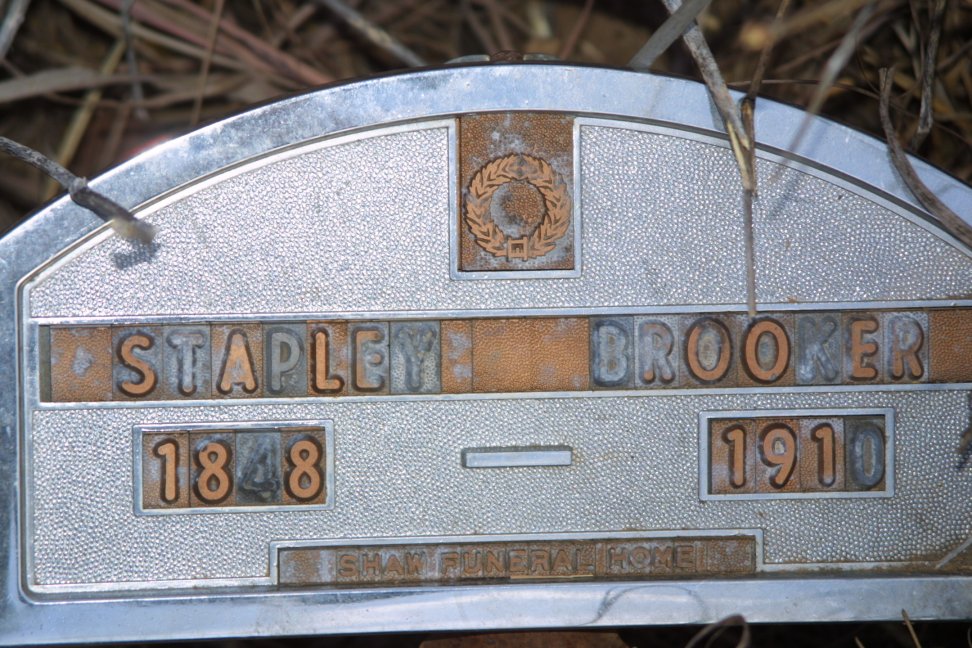 STAPLEY BROOKER
1848 — 1910
SHAW FUNERAL HOME